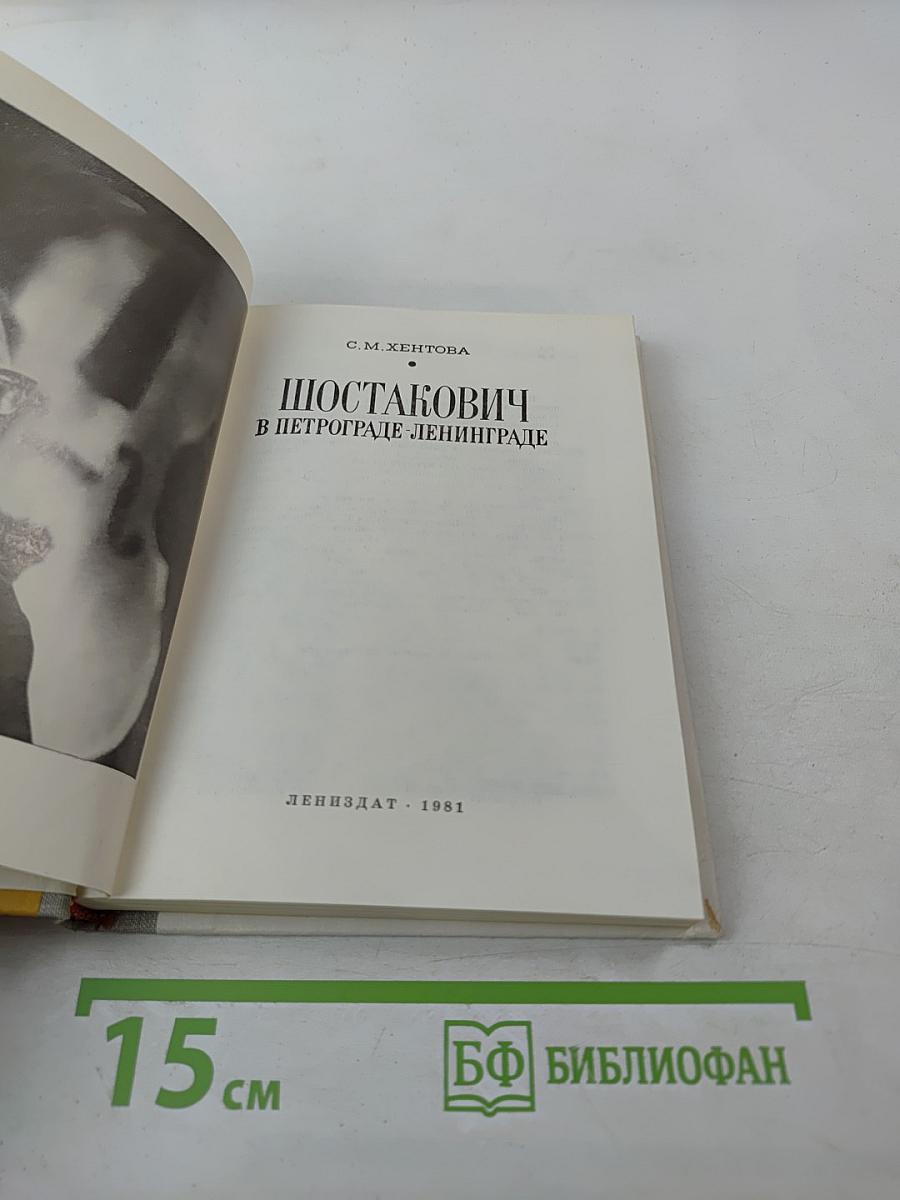 С. М. ХЕНТОВА
ШОСТАКОВИЧ
В ПЕТРОГРАДЕ-ЛЕНИНГРАДЕ
ЛЕНИЗДАТ · 1981
15 см
БФ БИБЛИОФАН